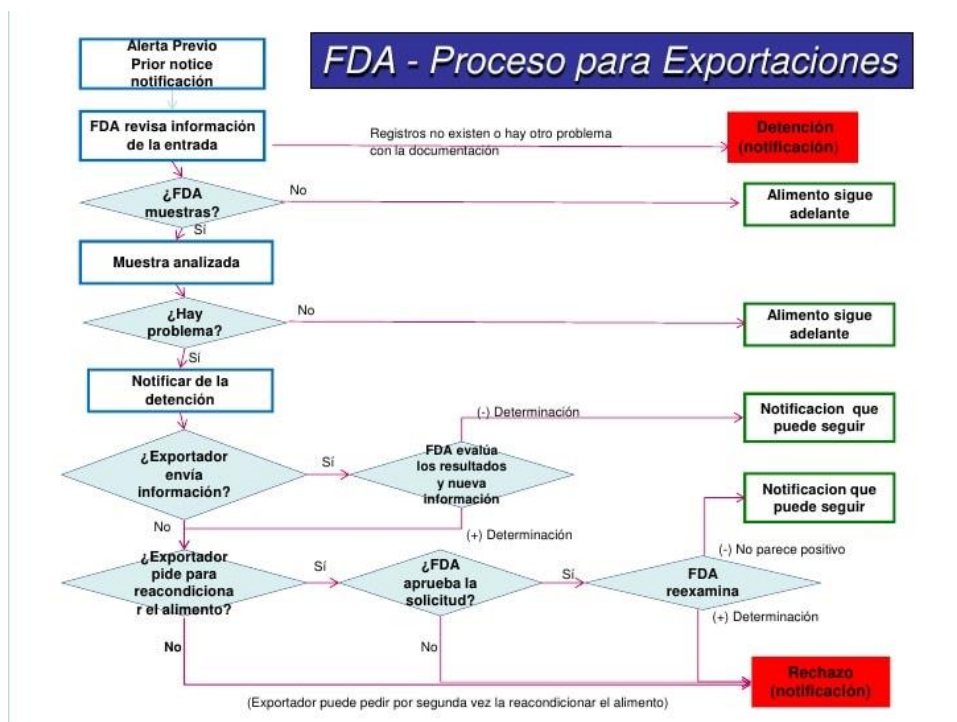 FDA - Proceso para Exportaciones
Alerta Previo
Prior notice
notificación
FDA revisa información
de la entrada
Registros no existen o hay otro problema
con la documentación
Detención
(notificación)
¿FDA
muestras?
No
Alimento sigue
adelante
Sí
Muestra analizada
¿Hay
problema?
No
Alimento sigue
adelante
Sí
Notificar de la
detención
¿Exportador
envía
información?
Sí
FDA evalúa
los resultados
y nueva
información
(-) Determinación
Notificacion que
puede seguir
(+) Determinación
No
¿Exportador
pide para
reacondiciona
r el alimento?
Sí
¿FDA
aprueba la
solicitud?
Sí
FDA
reexamina
(-) No parece positivo
Notificacion que
puede seguir
(+) Determinación
No
No
Rechazo
(notificación)
(Exportador puede pedir por segunda vez la reacondicionar el alimento)